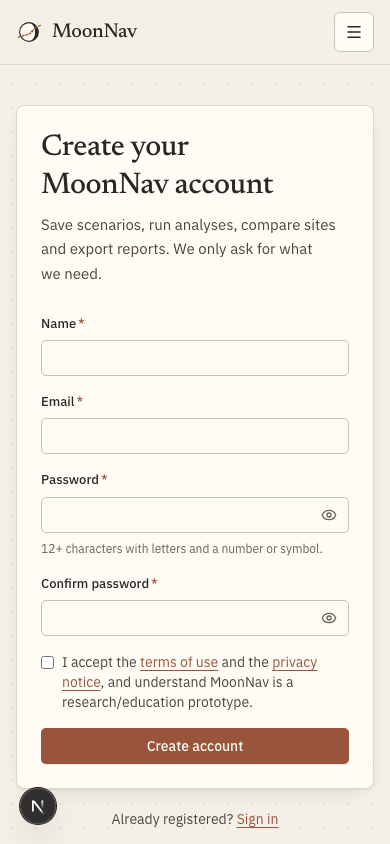 MoonNav
Create your
MoonNav account
Save scenarios, run analyses, compare sites
and export reports. We only ask for what
we need.
Name *
Email *
Password *
12+ characters with letters and a number or symbol.
Confirm password *
I accept the terms of use and the privacy
notice, and understand MoonNav is a
research/education prototype.
Create account
N
Already registered? Sign in